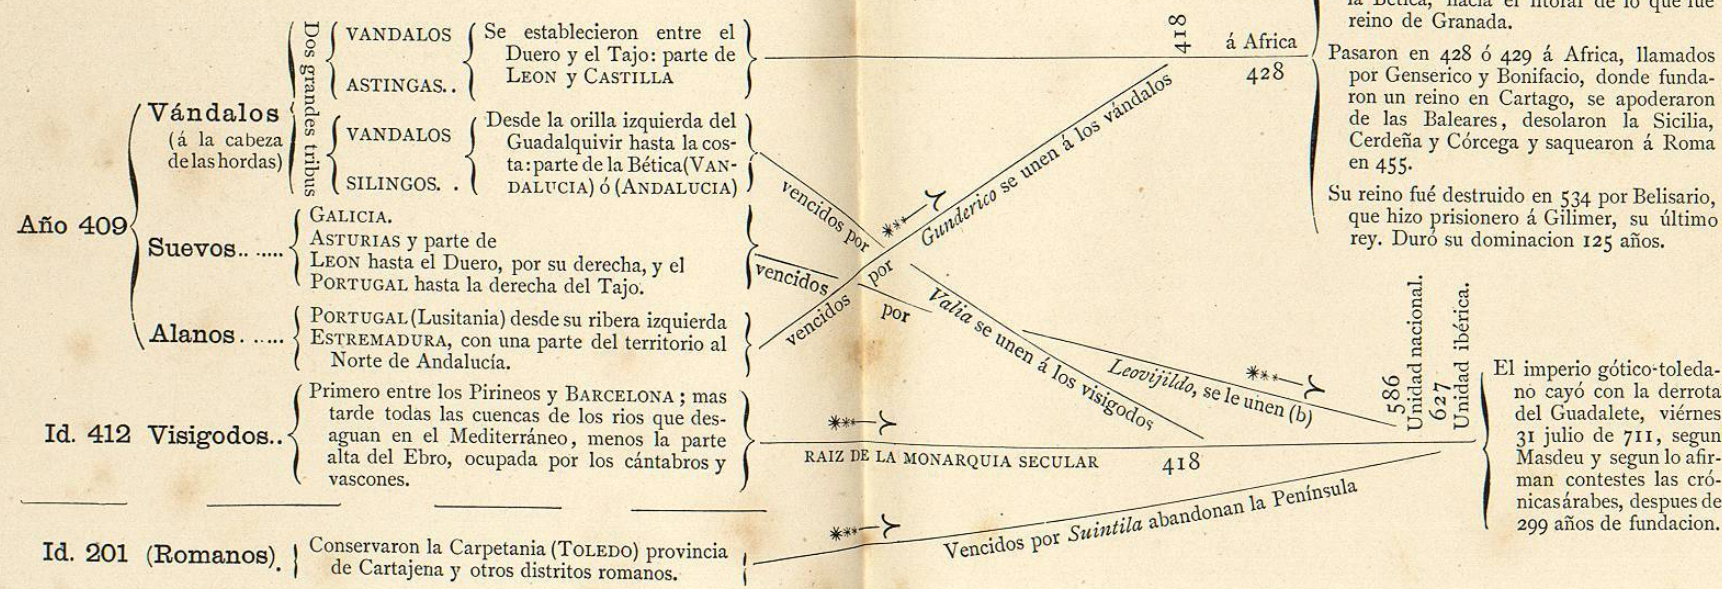 Año 409
Vándalos
(á la cabeza
de las hordas)
Dos grandes tribus
VANDALOS
ASTINGAS. .
Se establecieron entre el
Duero y el Tajo: parte de
LEON y CASTILLA
VANDALOS
SILINGOS. .
Desde la orilla izquierda del
Guadalquivir hasta la cos-
ta: parte de la Bética (VAN-
DALUCIA) ó (ANDALUCIA)
Suevos.. .....
GALICIA.
ASTURIAS y parte de
LEON hasta el Duero, por su derecha, y el
PORTUGAL hasta la derecha del Tajo.
Alanos. .....
PORTUGAL (Lusitania) desde su ribera izquierda
ESTREMADURA, con una parte del territorio al
Norte de Andalucía.
Id. 412 Visigodos..
Primero entre los Pirineos y BARCELONA; mas
tarde todas las cuencas de los rios que des-
aguan en el Mediterráneo, menos la parte
alta del Ebro, ocupada por los cántabros y
vascones.
Id. 201 (Romanos).
Conservaron la Carpetania (TOLEDO) provincia
de Cartajena y otros distritos romanos.
vencidos por
vencidos
por
vencidos
por
Gunderico se unen á los vándalos
418
á Africa
428
Valia se unen á los visigodos
Leovijildo, se le unen (b)
RAIZ DE LA MONARQUIA SECULAR
418
Vencidos por Suintila abandonan la Península
586
Unidad nacional.
627
Unidad ibérica.
la Bética, hacia el litoral de lo que fué
reino de Granada.
Pasaron en 428 ó 429 á Africa, llamados
por Genserico y Bonifacio, donde funda-
ron un reino en Cartago, se apoderaron
de las Baleares, desolaron la Sicilia,
Cerdeña y Córcega y saquearon á Roma
en 455.
Su reino fué destruido en 534 por Belisario,
que hizo prisionero á Gilimer, su último
rey. Duró su dominacion 125 años.
El imperio gótico-toleda-
no cayó con la derrota
del Guadalete, viérnes
31 julio de 711, segun
Masdeu y segun lo afir-
man contestes las cró-
nicas árabes, despues de
299 años de fundacion.